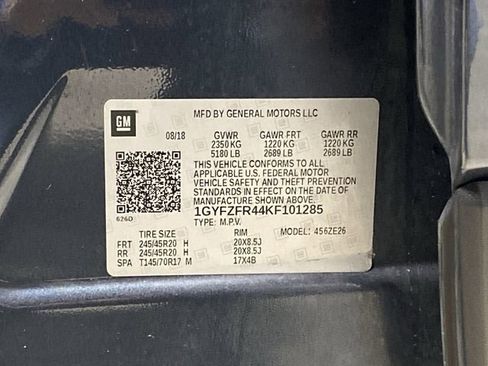 GM
MFD BY GENERAL MOTORS LLC
08/18 GVWR GAWR FRT GAWR RR
2350 KG 1220 KG 1220 KG
5180 LB 2689 LB 2689 LB
THIS VEHICLE CONFORMS TO ALL
APPLICABLE U.S. FEDERAL MOTOR
VEHICLE SAFETY AND THEFT PREVENTION
STANDARDS IN EFFECT ON THE DATE OF
MANUFACTURE SHOWN ABOVE.
626D 1GYFZFR44KF101285
TYPE: M.P.V. MODEL: 456ZE26
TIRE SIZE RIM
FRT 245/45R20 H 20X8.5J
RR 245/45R20 H 20X8.5J
SPA T145/70R17 M 17X4B